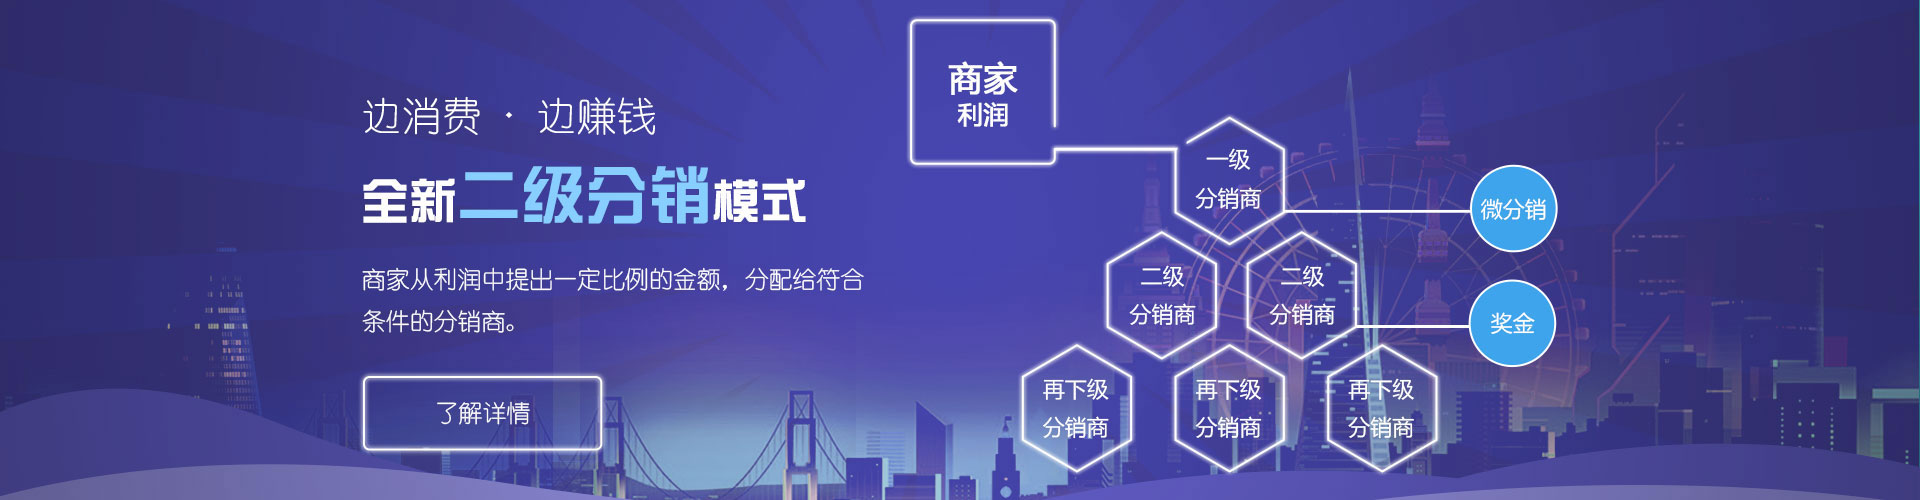 边消费 · 边赚钱
全新二级分销模式
商家从利润中提出一定比例的金额，分配给符合
条件的分销商。
了解详情
商家
利润
一级
分销商
微分销
二级
分销商
二级
分销商
奖金
再下级
分销商
再下级
分销商
再下级
分销商